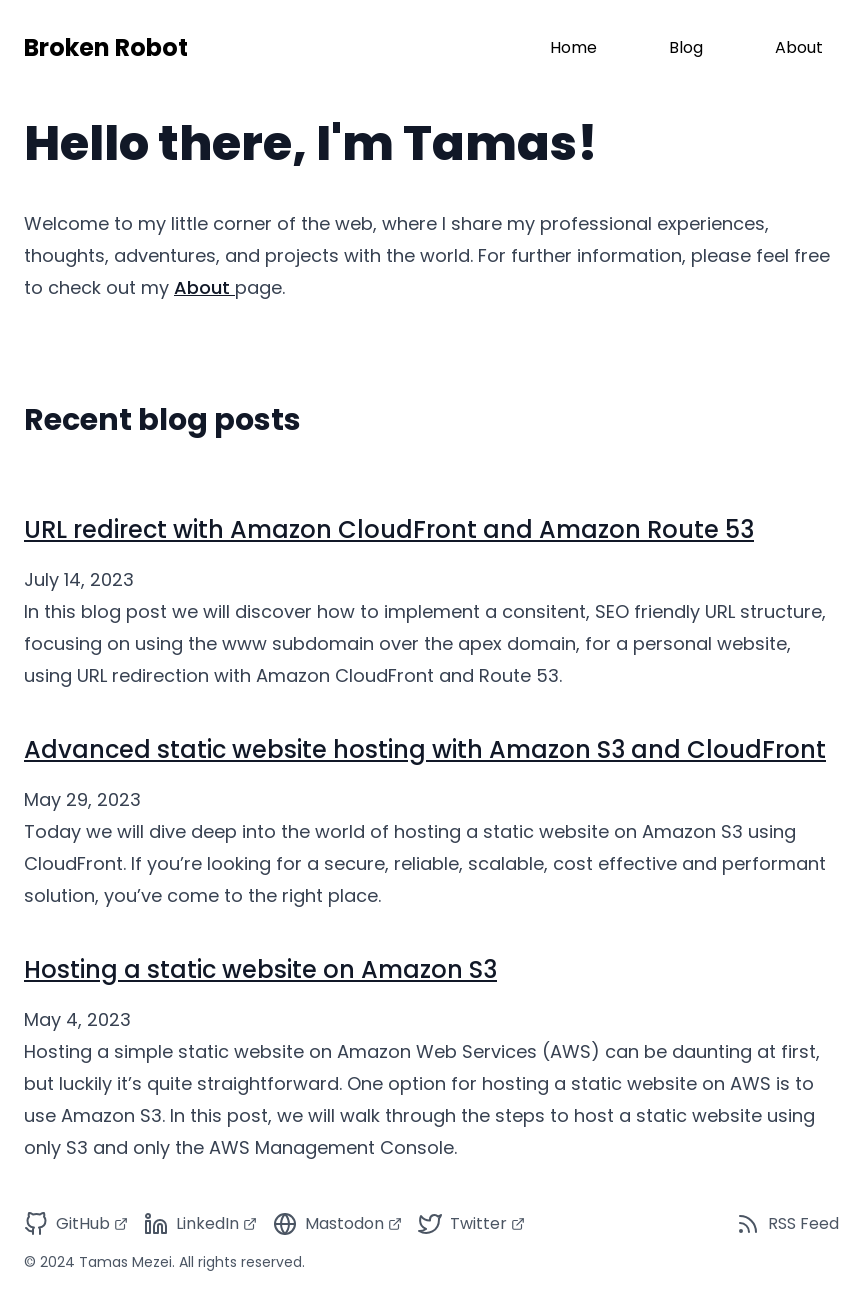 Broken Robot
Home
Blog
About
Hello there, I'm Tamas!
Welcome to my little corner of the web, where I share my professional experiences,
thoughts, adventures, and projects with the world. For further information, please feel free
to check out my About page.
Recent blog posts
URL redirect with Amazon CloudFront and Amazon Route 53
July 14, 2023
In this blog post we will discover how to implement a consitent, SEO friendly URL structure,
focusing on using the www subdomain over the apex domain, for a personal website,
using URL redirection with Amazon CloudFront and Route 53.
Advanced static website hosting with Amazon S3 and CloudFront
May 29, 2023
Today we will dive deep into the world of hosting a static website on Amazon S3 using
CloudFront. If you’re looking for a secure, reliable, scalable, cost effective and performant
solution, you’ve come to the right place.
Hosting a static website on Amazon S3
May 4, 2023
Hosting a simple static website on Amazon Web Services (AWS) can be daunting at first,
but luckily it’s quite straightforward. One option for hosting a static website on AWS is to
use Amazon S3. In this post, we will walk through the steps to host a static website using
only S3 and only the AWS Management Console.
GitHub
LinkedIn
Mastodon
Twitter
RSS Feed
© 2024 Tamas Mezei. All rights reserved.